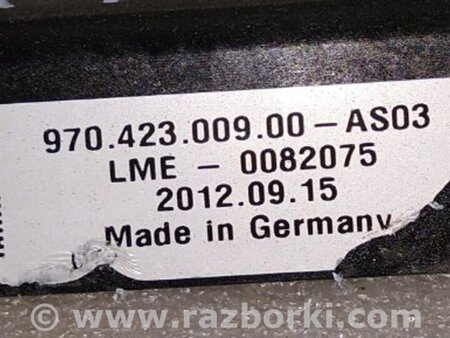 970.423.009.00-AS03
LME - 0082075
2012.09.15
Made in Germany
© www.razborki.com